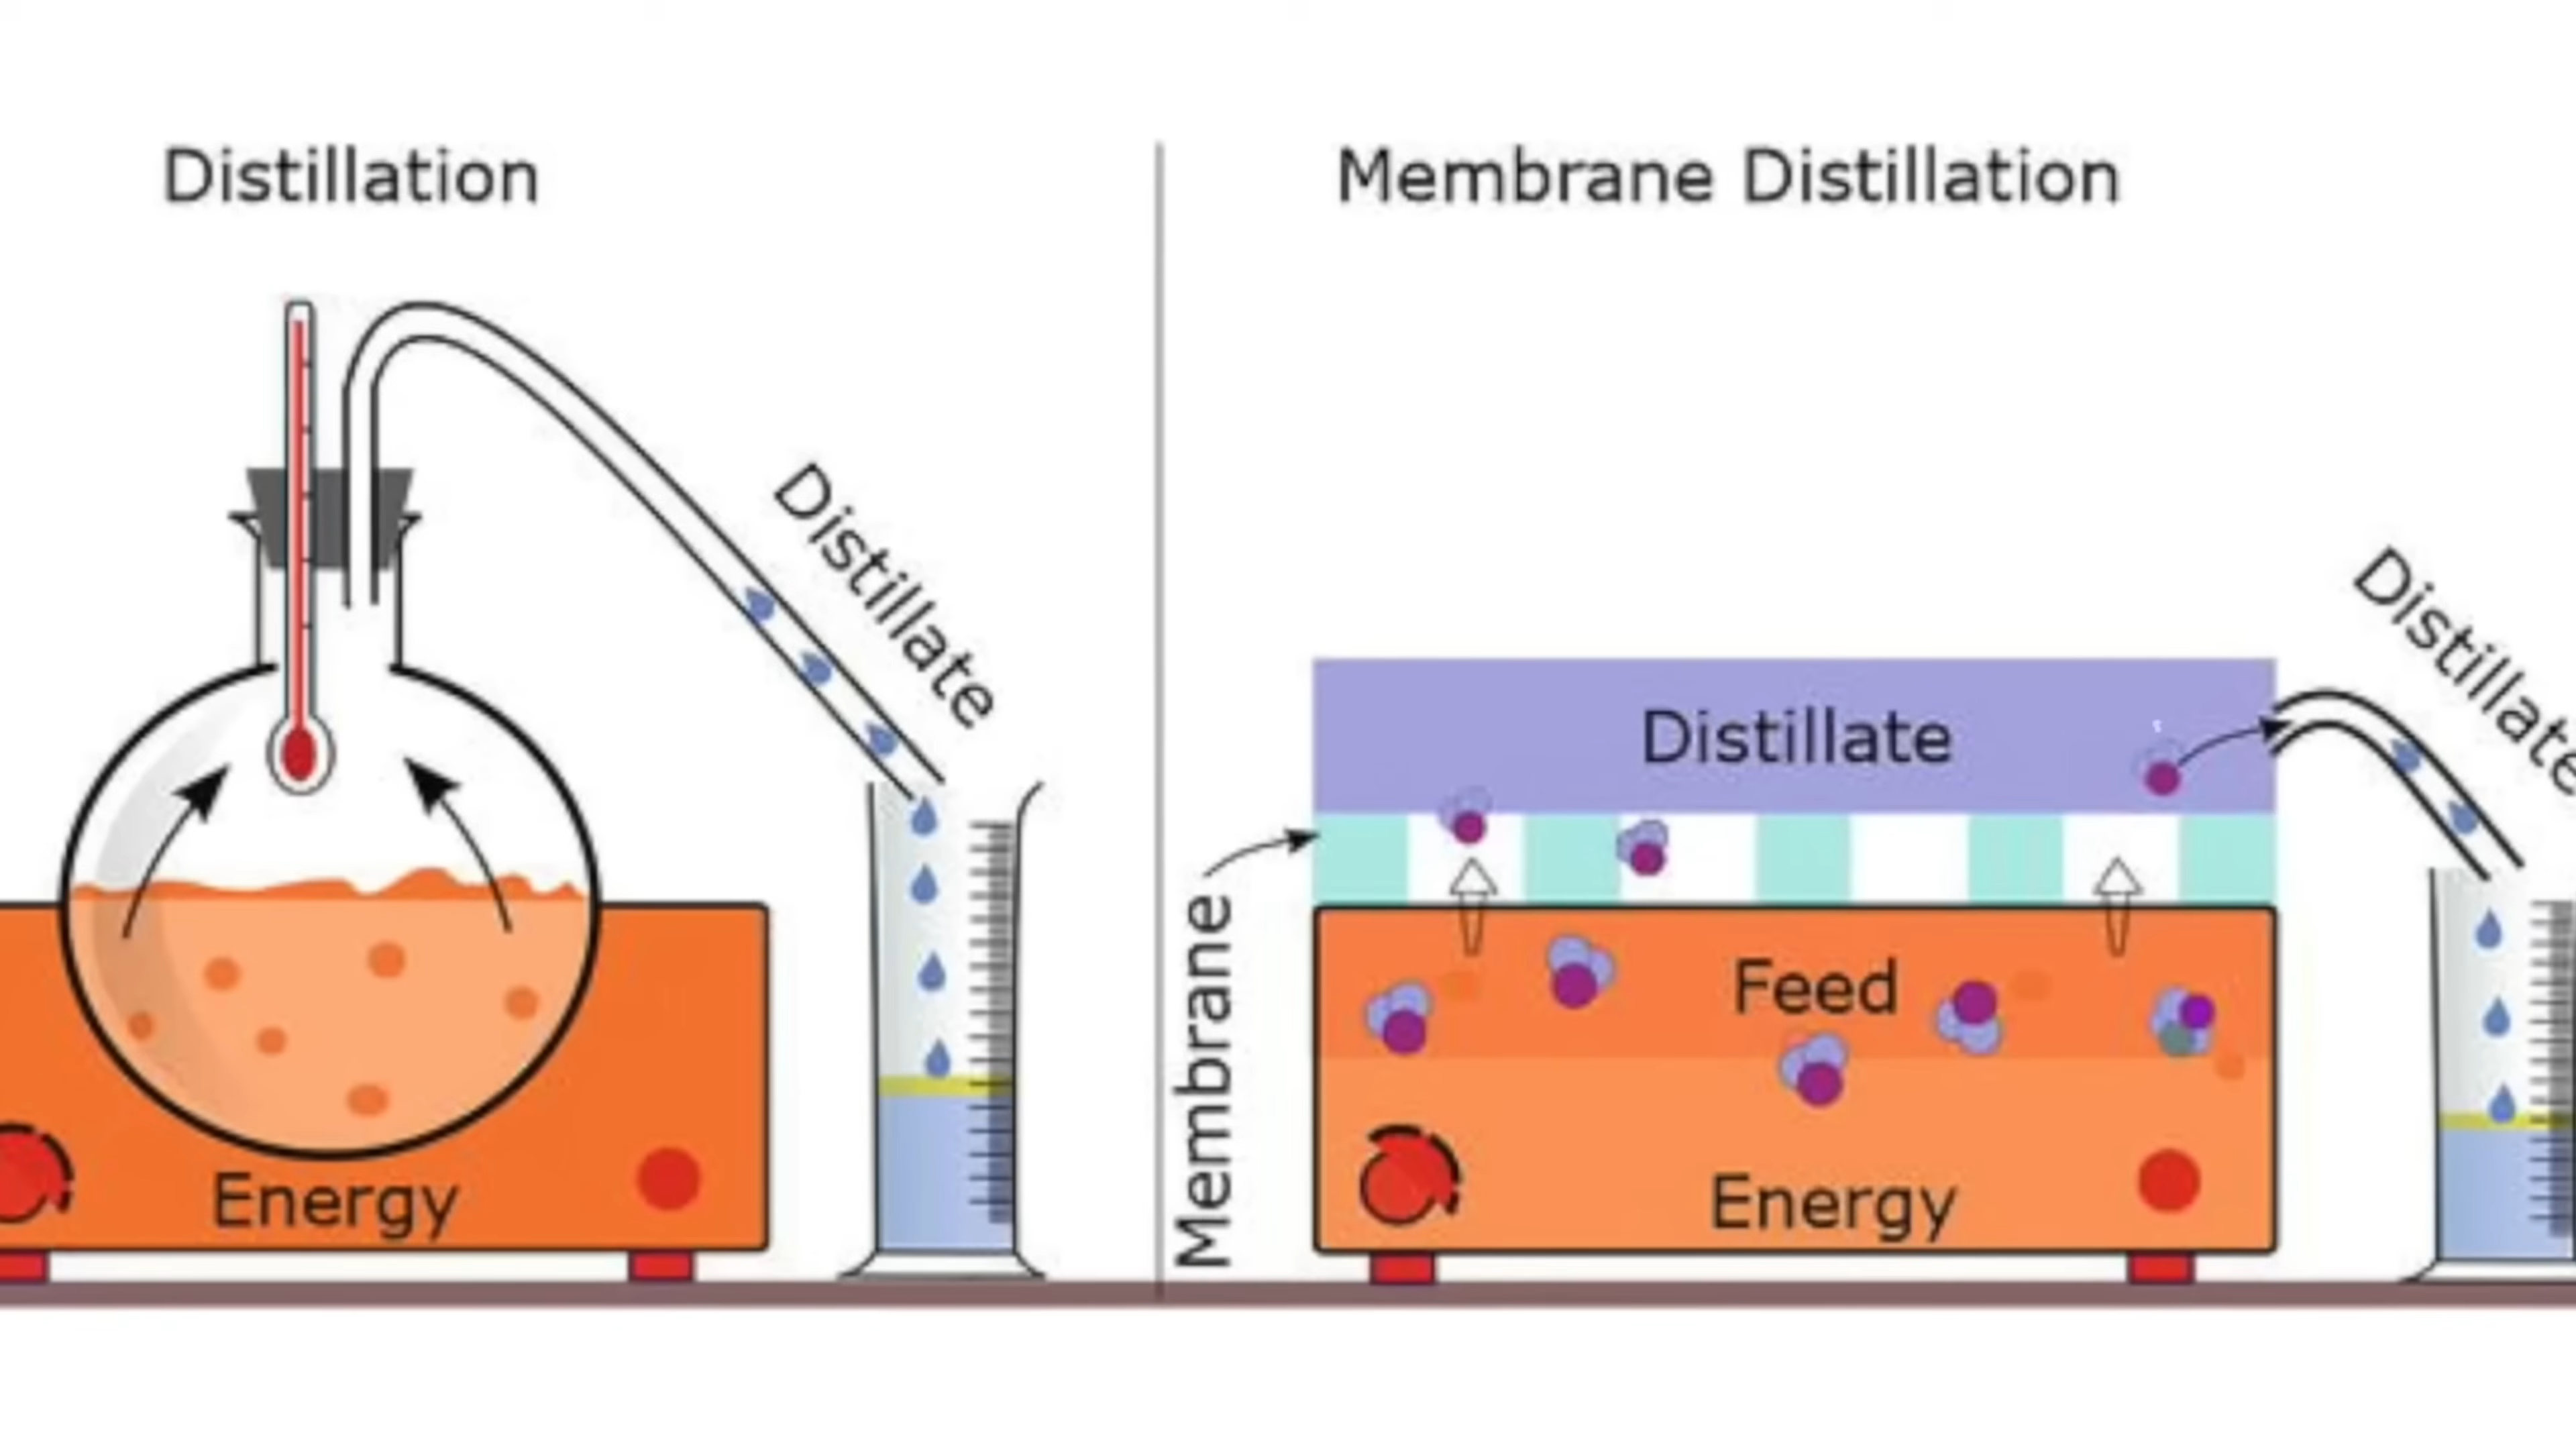 Distillation
Distillate
Energy
Membrane Distillation
Membrane
Distillate
Feed
Energy
Distillate